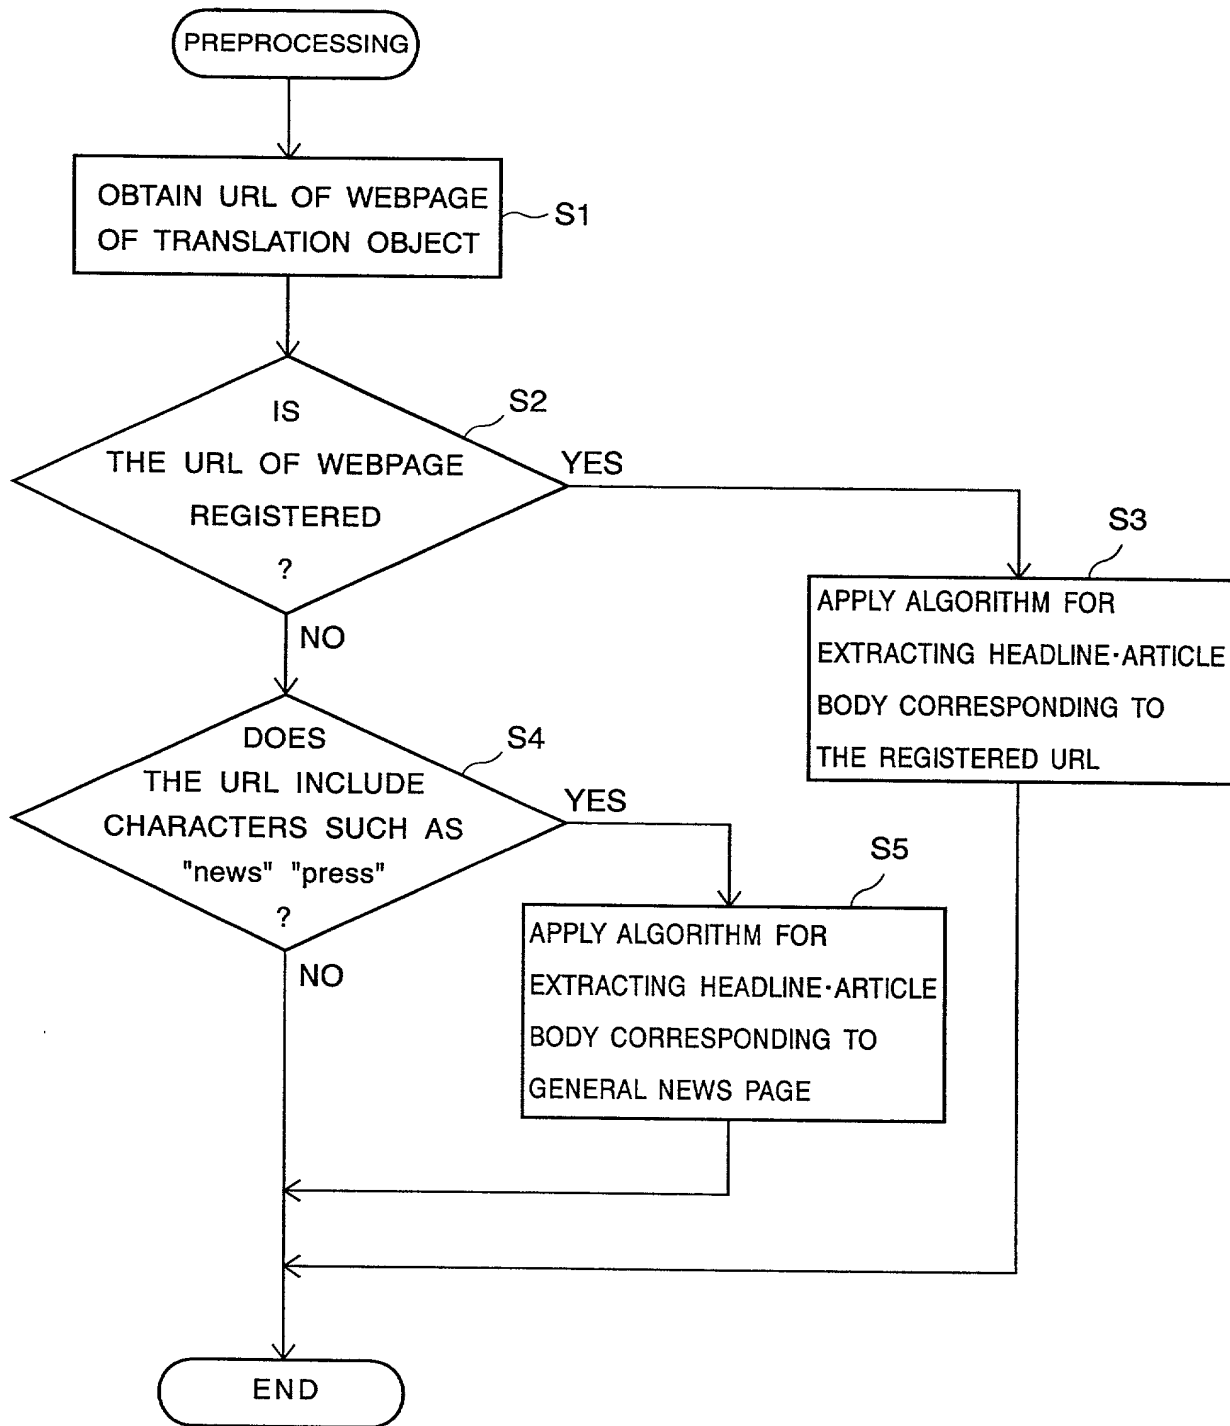 PREPROCESSING
OBTAIN URL OF WEBPAGE
OF TRANSLATION OBJECT
S1
S2
IS
THE URL OF WEBPAGE
REGISTERED
?
YES
NO
S3
APPLY ALGORITHM FOR
EXTRACTING HEADLINE·ARTICLE
BODY CORRESPONDING TO
THE REGISTERED URL
S4
DOES
THE URL INCLUDE
CHARACTERS SUCH AS
"news" "press"
?
YES
NO
S5
APPLY ALGORITHM FOR
EXTRACTING HEADLINE·ARTICLE
BODY CORRESPONDING TO
GENERAL NEWS PAGE
END